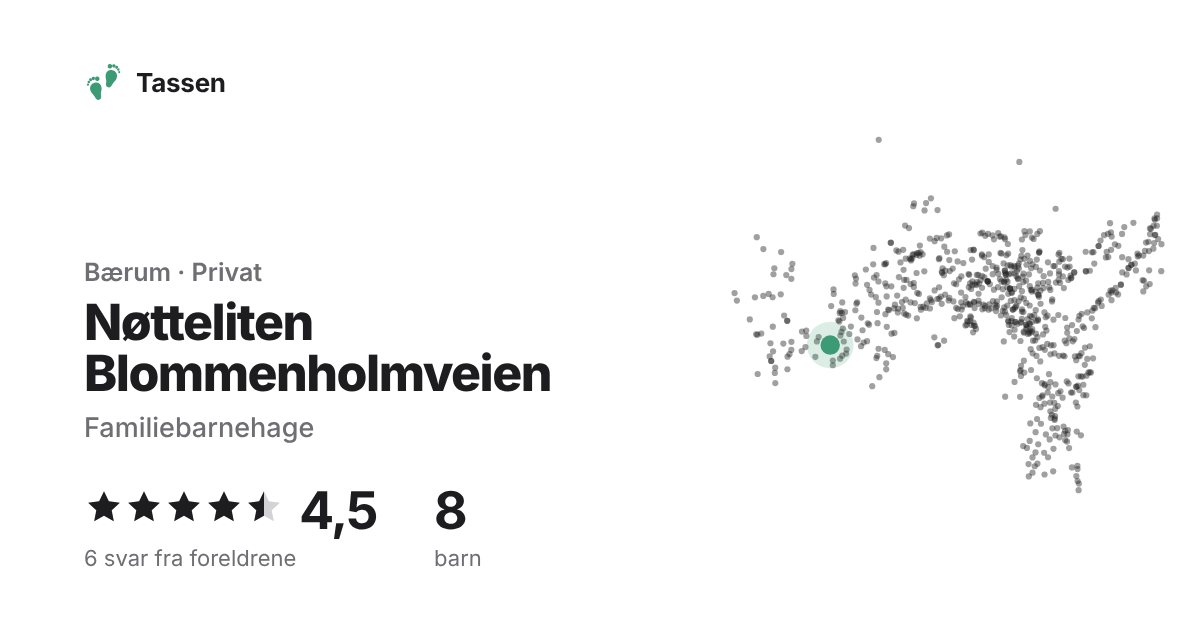 Tassen
Bærum · Privat
Nøtteliten
Blommenholmveien
Familiebarnehage
4,5
6 svar fra foreldrene
8
barn